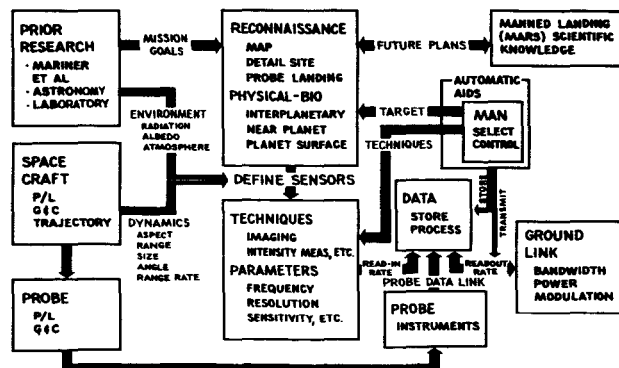 PRIOR
RESEARCH
· MARINER
ET AL
· ASTRONOMY
· LABORATORY
MISSION
GOALS
RECONNAISSANCE
MAP
DETAIL SITE
PROBE LANDING
PHYSICAL-BIO
INTERPLANETARY
NEAR PLANET
PLANET SURFACE
FUTURE PLANS
MANNED LANDING
(MARS) SCIENTIFIC
KNOWLEDGE
AUTOMATIC
AIDS
MAN
SELECT
CONTROL
TARGET
TECHNIQUES
ENVIRONMENT
RADIATION
ALBEDO
ATMOSPHERE
SPACE
CRAFT
P/L
G&C
TRAJECTORY
DEFINE SENSORS
DYNAMICS
ASPECT
RANGE
SIZE
ANGLE
RANGE RATE
TECHNIQUES
IMAGING
INTENSITY MEAS, ETC.
PARAMETERS
FREQUENCY
RESOLUTION
SENSITIVITY, ETC.
DATA
STORE
PROCESS
STORE
TRANSMIT
READ-IN
RATE
READOUT
RATE
PROBE DATA LINK
GROUND
LINK
BANDWIDTH
POWER
MODULATION
PROBE
P/L
G&C
PROBE
INSTRUMENTS